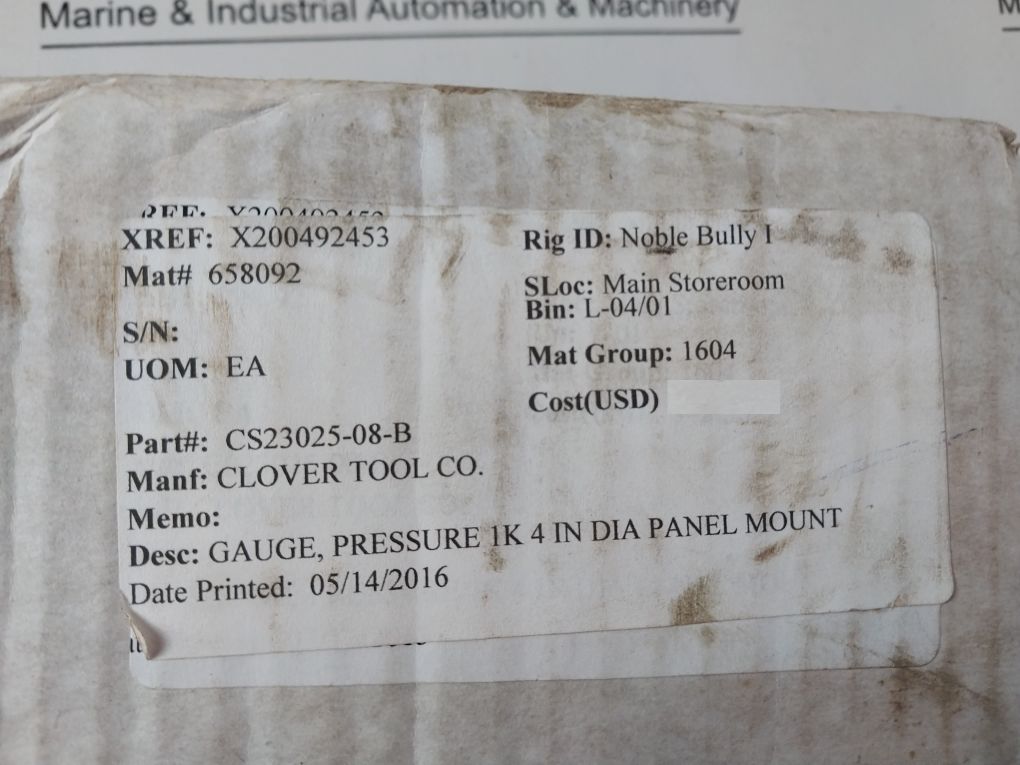 Marine & Industrial Automation & Machinery
M
REF: X200492453
XREF: X200492453
Mat# 658092
S/N:
UOM: EA
Part#: CS23025-08-B
Manf: CLOVER TOOL CO.
Memo:
Desc: GAUGE, PRESSURE 1K 4 IN DIA PANEL MOUNT
Date Printed: 05/14/2016
Rig ID: Noble Bully I
SLoc: Main Storeroom
Bin: L-04/01
Mat Group: 1604
Cost(USD)